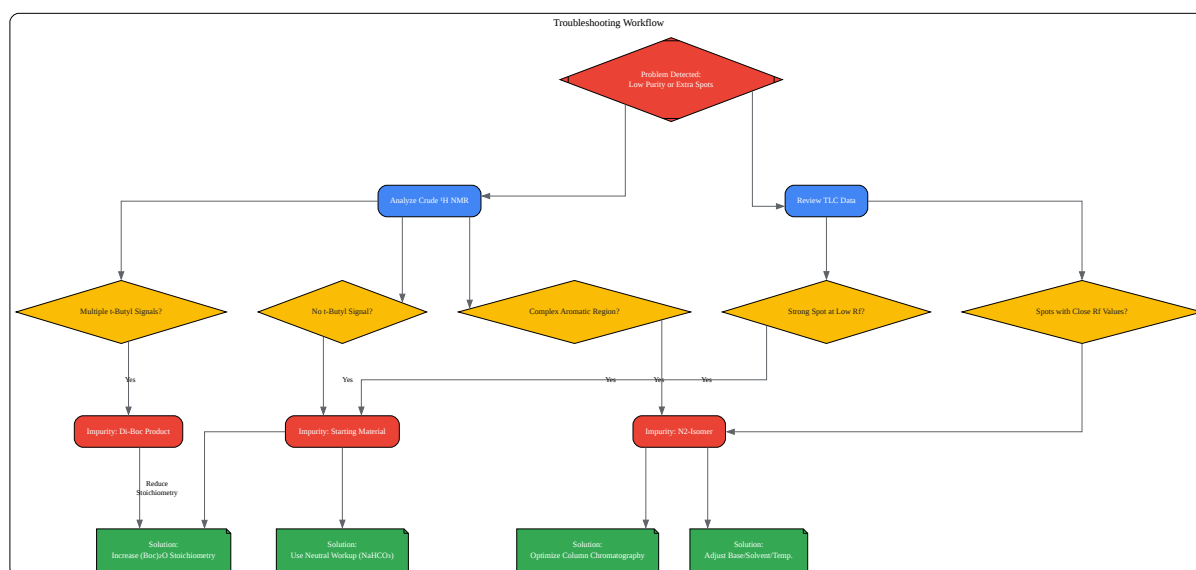 Troubleshooting Workflow
Problem Detected:
Low Purity or Extra Spots
Analyze Crude ¹H NMR
Review TLC Data
Multiple t-Butyl Signals?
No t-Butyl Signal?
Complex Aromatic Region?
Strong Spot at Low Rf?
Spots with Close Rf Values?
Yes
Yes
Yes
Yes
Yes
Impurity: Di-Boc Product
Impurity: Starting Material
Impurity: N2-Isomer
Reduce
Stoichiometry
Solution:
Increase (Boc)₂O Stoichiometry
Solution:
Use Neutral Workup (NaHCO₃)
Solution:
Optimize Column Chromatography
Solution:
Adjust Base/Solvent/Temp.